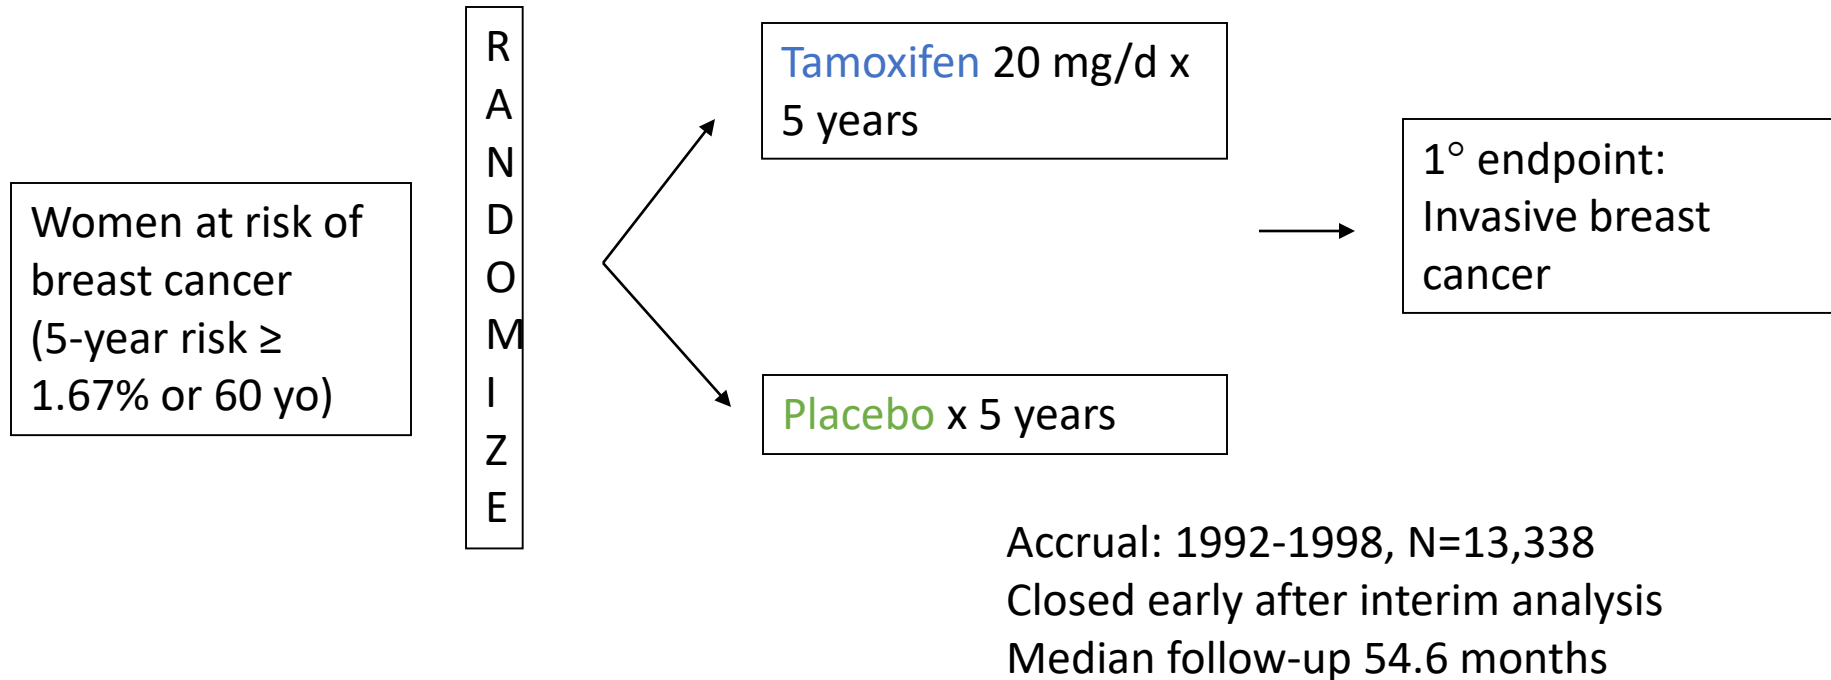 Women at risk of
breast cancer
(5-year risk ≥
1.67% or 60 yo)
R
A
N
D
O
M
I
Z
E
Tamoxifen 20 mg/d x
5 years
Placebo x 5 years
1° endpoint:
Invasive breast
cancer
Accrual: 1992-1998, N=13,338
Closed early after interim analysis
Median follow-up 54.6 months